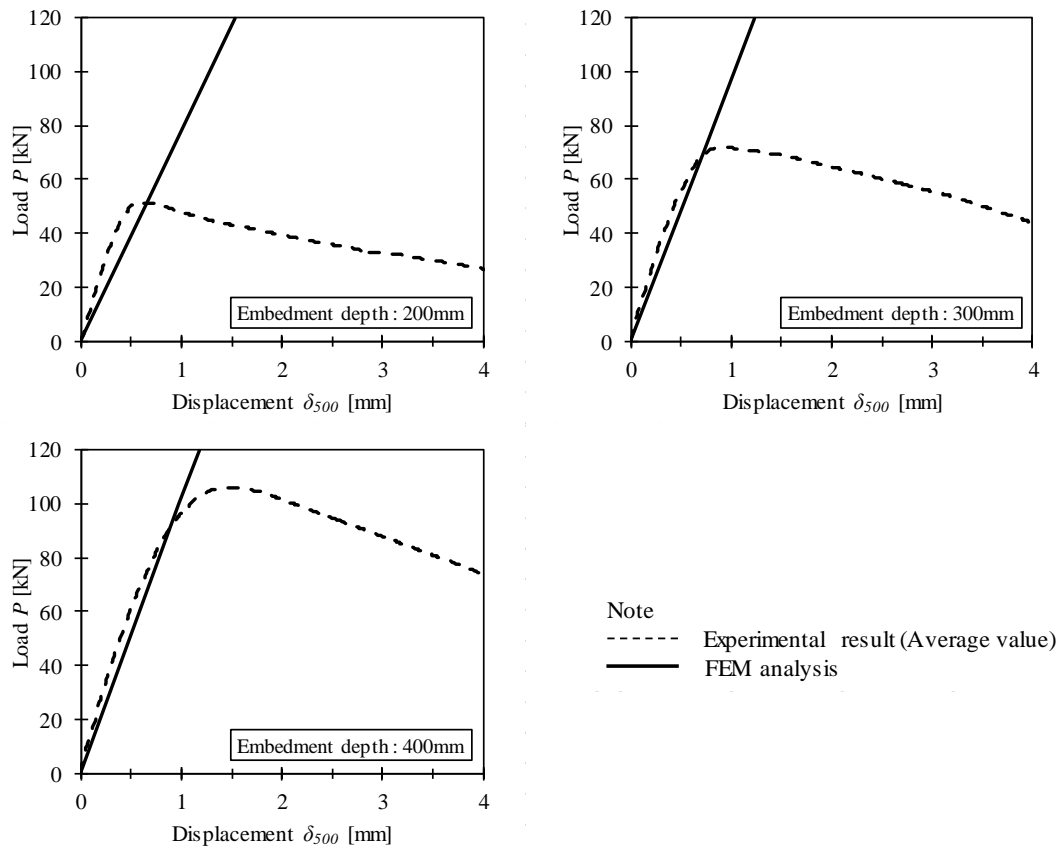 120
100
80
60
40
20
0
Load P [kN]
Embedment depth : 200mm
0 1 2 3 4
Displacement δ500 [mm]
120
100
80
60
40
20
0
Load P [kN]
Embedment depth : 300mm
0 1 2 3 4
Displacement δ500 [mm]
120
100
80
60
40
20
0
Load P [kN]
Embedment depth : 400mm
0 1 2 3 4
Displacement δ500 [mm]
Note
Experimental result (Average value)
FEM analysis